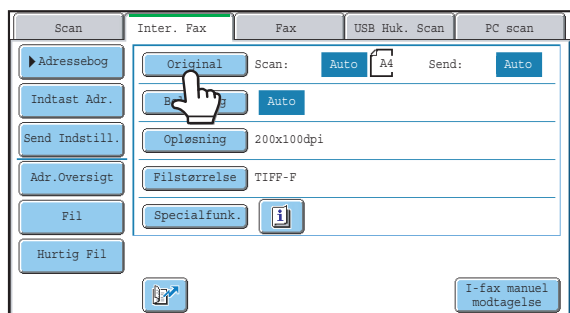 Scan
Inter. Fax
Fax
USB Huk. Scan
PC scan
Adressebog
Original
Scan:
Auto
A4
Send:
Auto
Indtast Adr.
Auto
Send Indstill.
Opløsning
200x100dpi
Adr.Oversigt
Filstørrelse
TIFF-F
Fil
Specialfunk.
Hurtig Fil
I-fax manuel
modtagelse